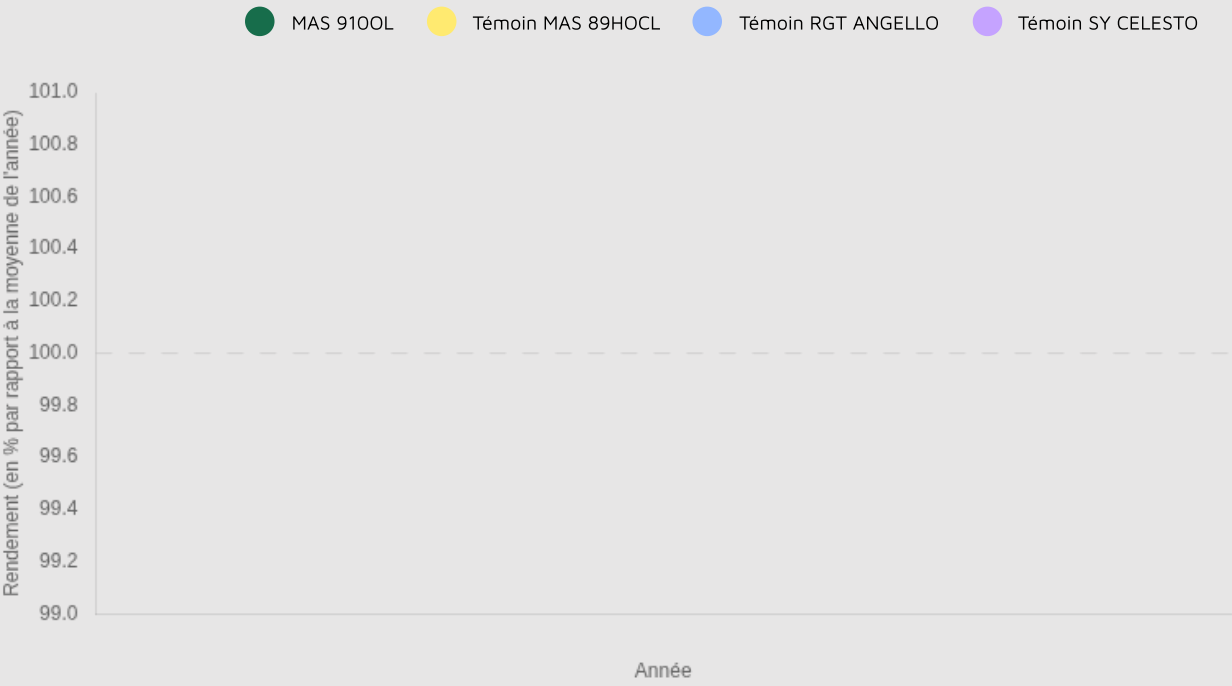 MAS 910OL
Témoin MAS 89HOCL
Témoin RGT ANGELLO
Témoin SY CELESTO
Rendement (en % par rapport à la moyenne de l'année)
101.0
100.8
100.6
100.4
100.2
100.0
99.8
99.6
99.4
99.2
99.0
Année